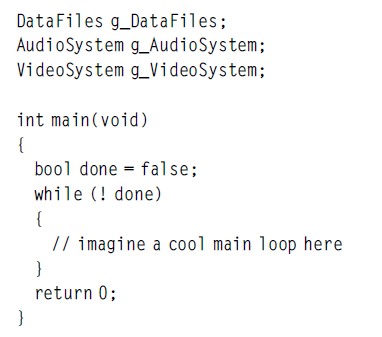 DataFiles g_DataFiles;
AudioSystem g_AudioSystem;
VideoSystem g_VideoSystem;
int main(void)
{
bool done = false;
while (! done)
{
// imagine a cool main loop here
}
return 0;
}